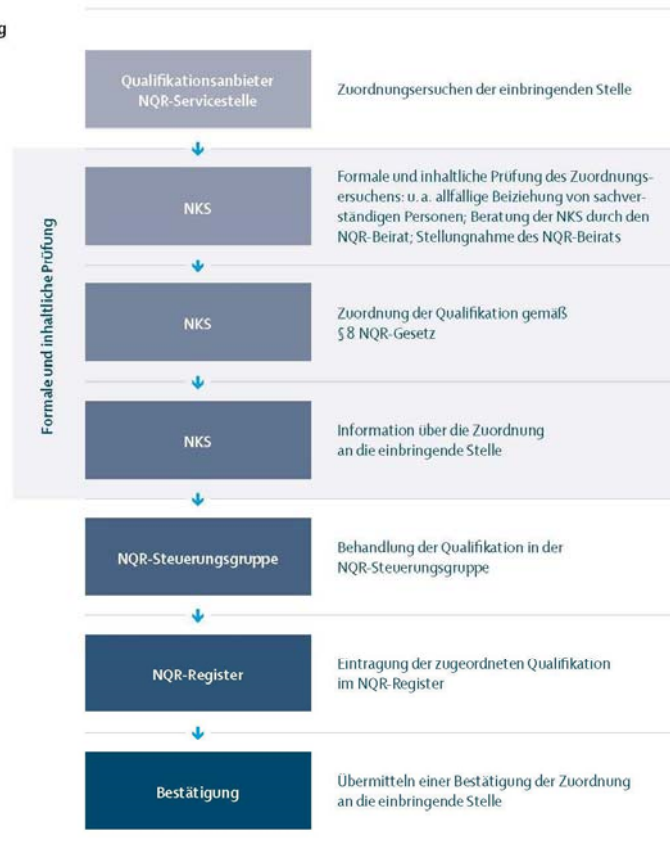 g
Qualifikationsanbieter
NQR-Servicestelle
Zuordnungsersuchen der einbringenden Stelle
Formale und inhaltliche Prüfung
NKS
Formale und inhaltliche Prüfung des Zuordnungs-
ersuchens: u. a. allfällige Beiziehung von sachver-
ständigen Personen; Beratung der NKS durch den
NQR-Beirat; Stellungnahme des NQR-Beirats
NKS
Zuordnung der Qualifikation gemäß
§ 8 NQR-Gesetz
NKS
Information über die Zuordnung
an die einbringende Stelle
NQR-Steuerungsgruppe
Behandlung der Qualifikation in der
NQR-Steuerungsgruppe
NQR-Register
Eintragung der zugeordneten Qualifikation
im NQR-Register
Bestätigung
Übermitteln einer Bestätigung der Zuordnung
an die einbringende Stelle